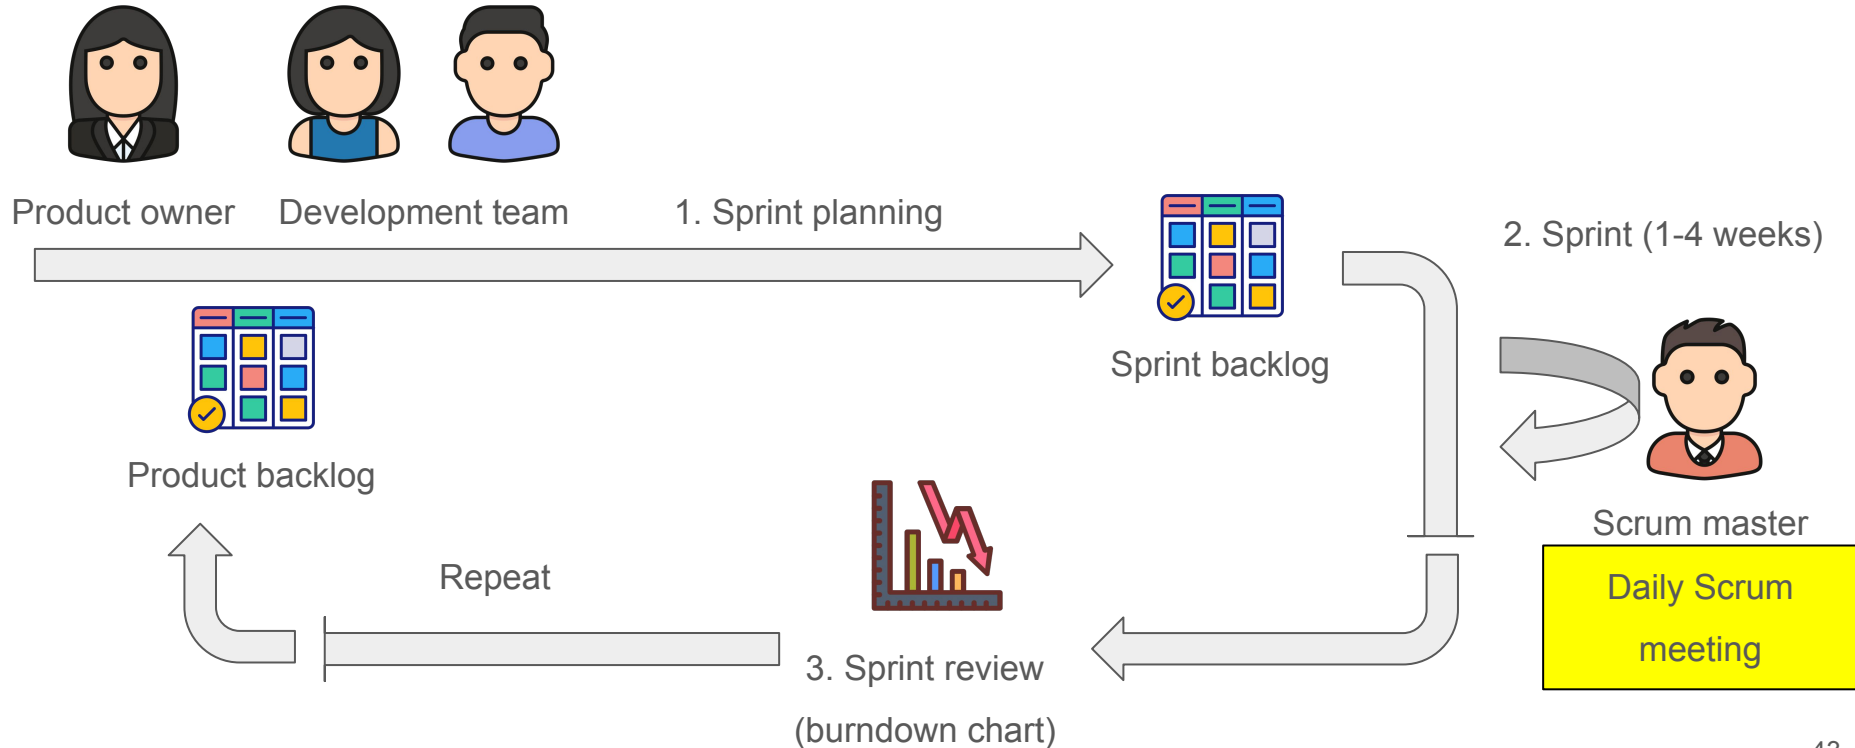 Product owner
Development team
1. Sprint planning
2. Sprint (1-4 weeks)
Sprint backlog
Product backlog
Scrum master
Daily Scrum
meeting
Repeat
3. Sprint review
(burndown chart)